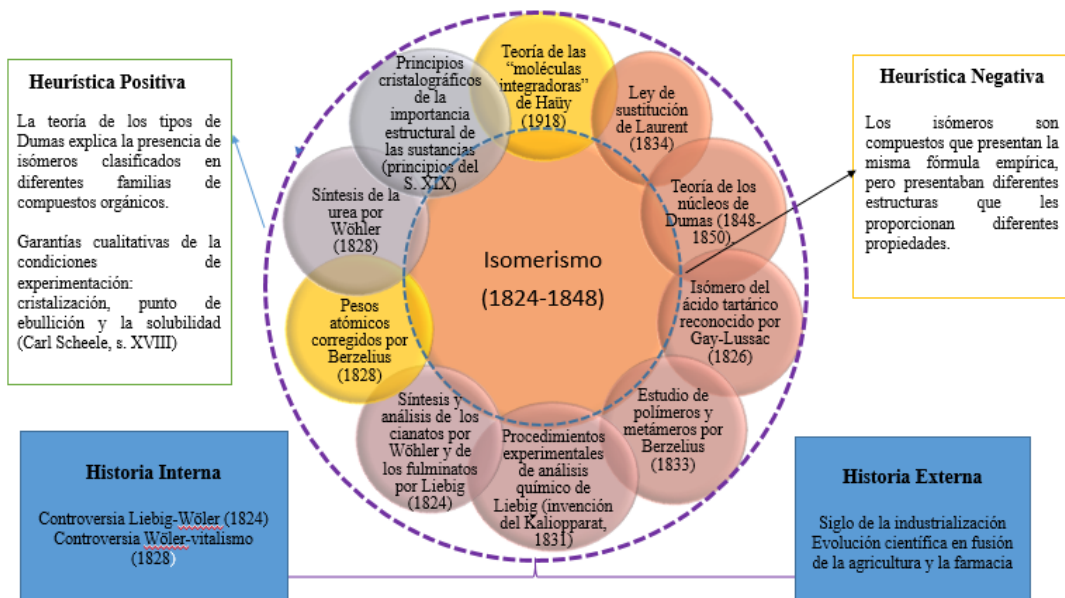 Heurística Positiva
La teoría de los tipos de
Dumas explica la presencia de
isómeros clasificados en
diferentes familias de
compuestos orgánicos.
Garantías cualitativas de la
condiciones de
experimentación:
cristalización, punto de
ebullición y la solubilidad
(Carl Scheele, s. XVIII)
Principios
cristalográficos
de la
importancia
estructural de
las sustancias
(principios del
S. XIX)
Teoría de las
“moléculas
integradoras”
de Haüy
(1918)
Ley de
sustitución
de Laurent
(1834)
Teoría de los
núcleos de
Dumas (1848-
1850),
Isómero del
ácido tartárico
reconocido por
Gay-Lussac
(1826)
Estudio de
polímeros y
metámeros por
Berzelius
(1833)
Procedimientos
experimentales
de análisis
químico de
Liebig (invención
del Kaliopparat,
1831)
Síntesis y
análisis de los
cianatos por
Wöhler y de
los fulminatos
por Liebig
(1824)
Pesos
atómicos
corregidos por
Berzelius
(1828)
Síntesis de la
urea por
Wöhler
(1828)
Isomerismo
(1824-1848)
Heurística Negativa
Los isómeros son
compuestos que presentan la
misma fórmula empírica,
pero presentaban diferentes
estructuras que les
proporcionan diferentes
propiedades.
Historia Interna
Controversia Liebig-Wöler (1824)
Controversia Wöler-vitalismo
(1828)
Historia Externa
Siglo de la industrialización
Evolución científica en fusión
de la agricultura y la farmacia